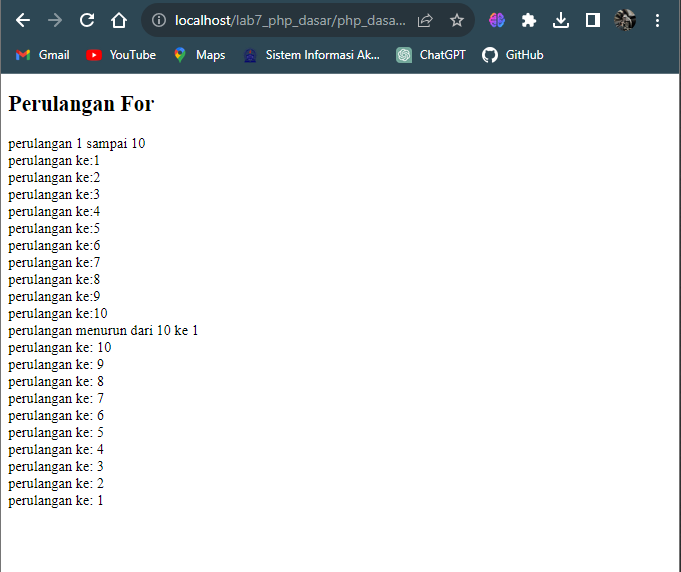 localhost/lab7_php_dasar/php_dasa...
Gmail YouTube Maps Sistem Informasi Ak... ChatGPT GitHub
Perulangan For
perulangan 1 sampai 10
perulangan ke:1
perulangan ke:2
perulangan ke:3
perulangan ke:4
perulangan ke:5
perulangan ke:6
perulangan ke:7
perulangan ke:8
perulangan ke:9
perulangan ke:10
perulangan menurun dari 10 ke 1
perulangan ke: 10
perulangan ke: 9
perulangan ke: 8
perulangan ke: 7
perulangan ke: 6
perulangan ke: 5
perulangan ke: 4
perulangan ke: 3
perulangan ke: 2
perulangan ke: 1